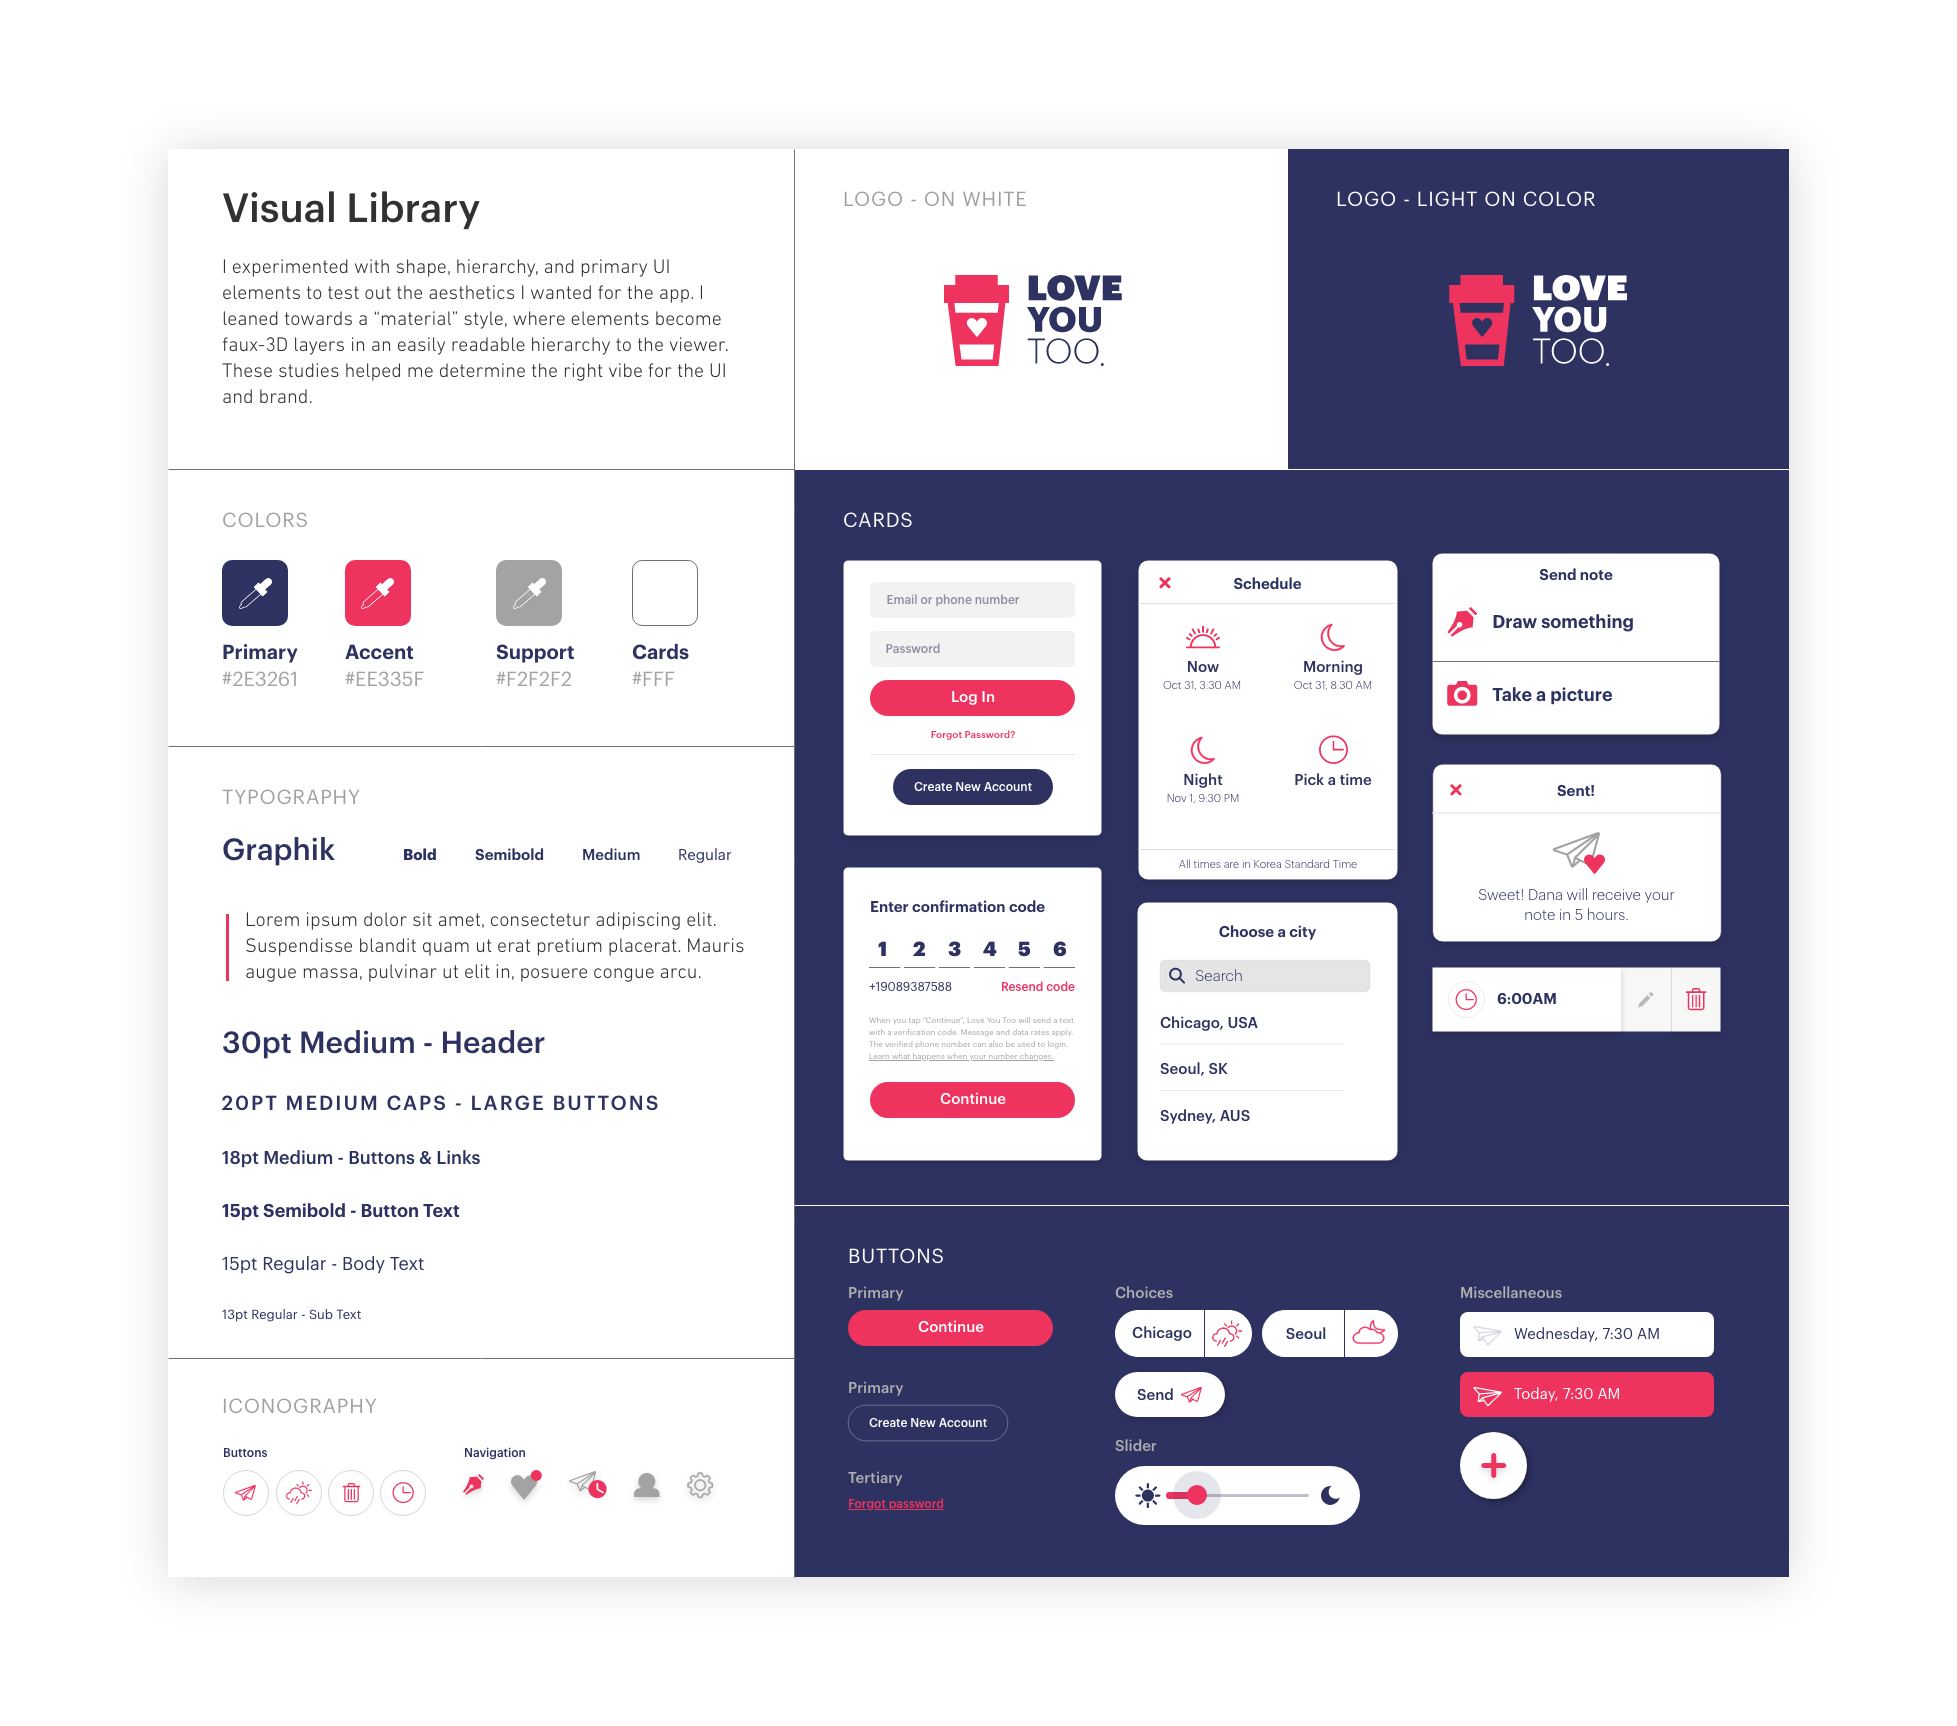 Visual Library
I experimented with shape, hierarchy, and primary UI
elements to test out the aesthetics I wanted for the app. I
leaned towards a “material” style, where elements become
faux-3D layers in an easily readable hierarchy to the viewer.
These studies helped me determine the right vibe for the UI
and brand.
LOGO - ON WHITE
LOVE
YOU
TOO.
LOGO - LIGHT ON COLOR
LOVE
YOU
TOO.
COLORS
Primary
#2E3261
Accent
#EE335F
Support
#F2F2F2
Cards
#FFF
TYPOGRAPHY
Graphik Bold Semibold Medium Regular
Lorem ipsum dolor sit amet, consectetur adipiscing elit.
Suspendisse blandit quam ut erat pretium placerat. Mauris
augue massa, pulvinar ut elit in, posuere congue arcu.
30pt Medium - Header
20PT MEDIUM CAPS - LARGE BUTTONS
18pt Medium - Buttons & Links
15pt Semibold - Button Text
15pt Regular - Body Text
13pt Regular - Sub Text
ICONOGRAPHY
Buttons
Navigation
CARDS
Email or phone number
Password
Log In
Forgot Password?
Create New Account
Enter confirmation code
1 2 3 4 5 6
+19089387588 Resend code
When you tap "Continue", Love You Too will send a text
with a verification code. Message and data rates apply.
The verified phone number can also be used to login.
Learn what happens when your number changes.
Continue
Schedule
Now
Oct 31, 3:30 AM
Morning
Oct 31, 8:30 AM
Night
Nov 1, 9:30 PM
Pick a time
All times are in Korea Standard Time
Choose a city
Search
Chicago, USA
Seoul, SK
Sydney, AUS
Send note
Draw something
Take a picture
Sent!
Sweet! Dana will receive your
note in 5 hours.
6:00AM
BUTTONS
Primary
Continue
Primary
Create New Account
Tertiary
Forgot password
Choices
Chicago
Seoul
Send
Slider
Miscellaneous
Wednesday, 7:30 AM
Today, 7:30 AM